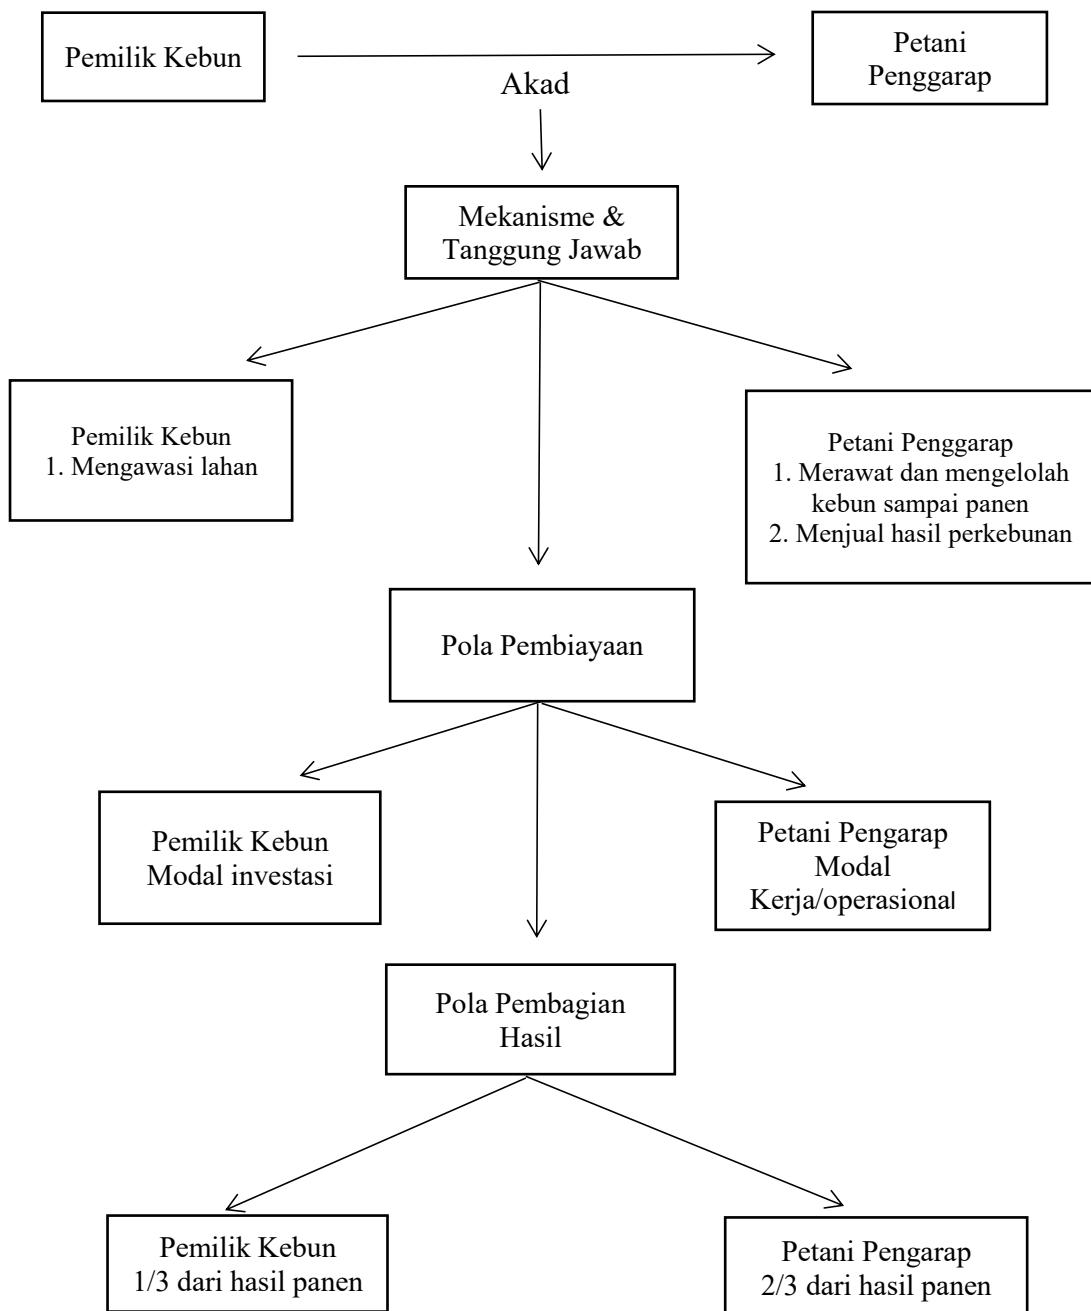 Pemilik Kebun
Akad
Petani
Penggarap
Mekanisme &
Tanggung Jawab
Pemilik Kebun
1. Mengawasi lahan
Petani Penggarap
1. Merawat dan mengelolah
kebun sampai panen
2. Menjual hasil perkebunan
Pola Pembiayaan
Pemilik Kebun
Modal investasi
Petani Pengarap
Modal
Kerja/operasional
Pola Pembagian
Hasil
Pemilik Kebun
1/3 dari hasil panen
Petani Pengarap
2/3 dari hasil panen